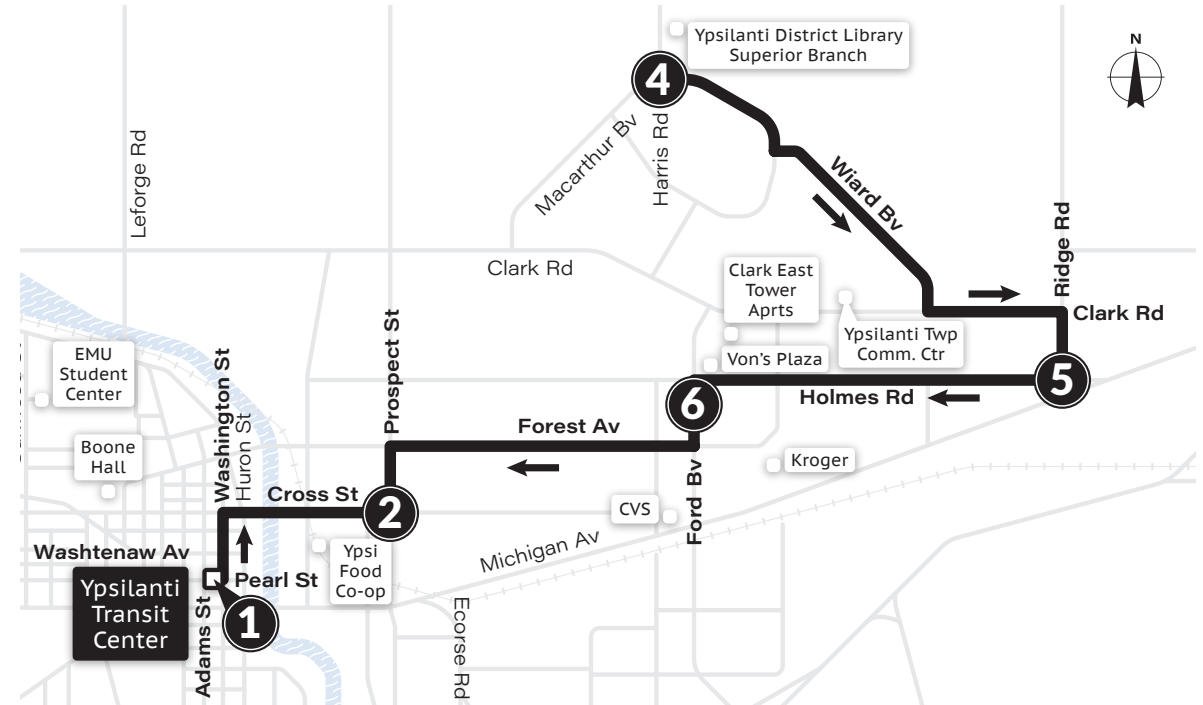 Ypsilanti District Library
Superior Branch
N
4
Macarthur Bv
Harris Rd
Leforge Rd
Wiard Bv
Ridge Rd
Clark Rd
Clark East
Tower
Aprts
Clark Rd
Ypsilanti Twp
Comm. Ctr
EMU
Student
Center
Washington St
Huron St
Prospect St
Von's Plaza
5
6
Holmes Rd
Forest Av
Boone
Hall
Kroger
Cross St
2
CVS
Ford Bv
Michigan Av
Washtenaw Av
Ypsi
Food
Co-op
Pearl St
Ypsilanti
Transit
Center
1
Adams St
Ecorse Rd